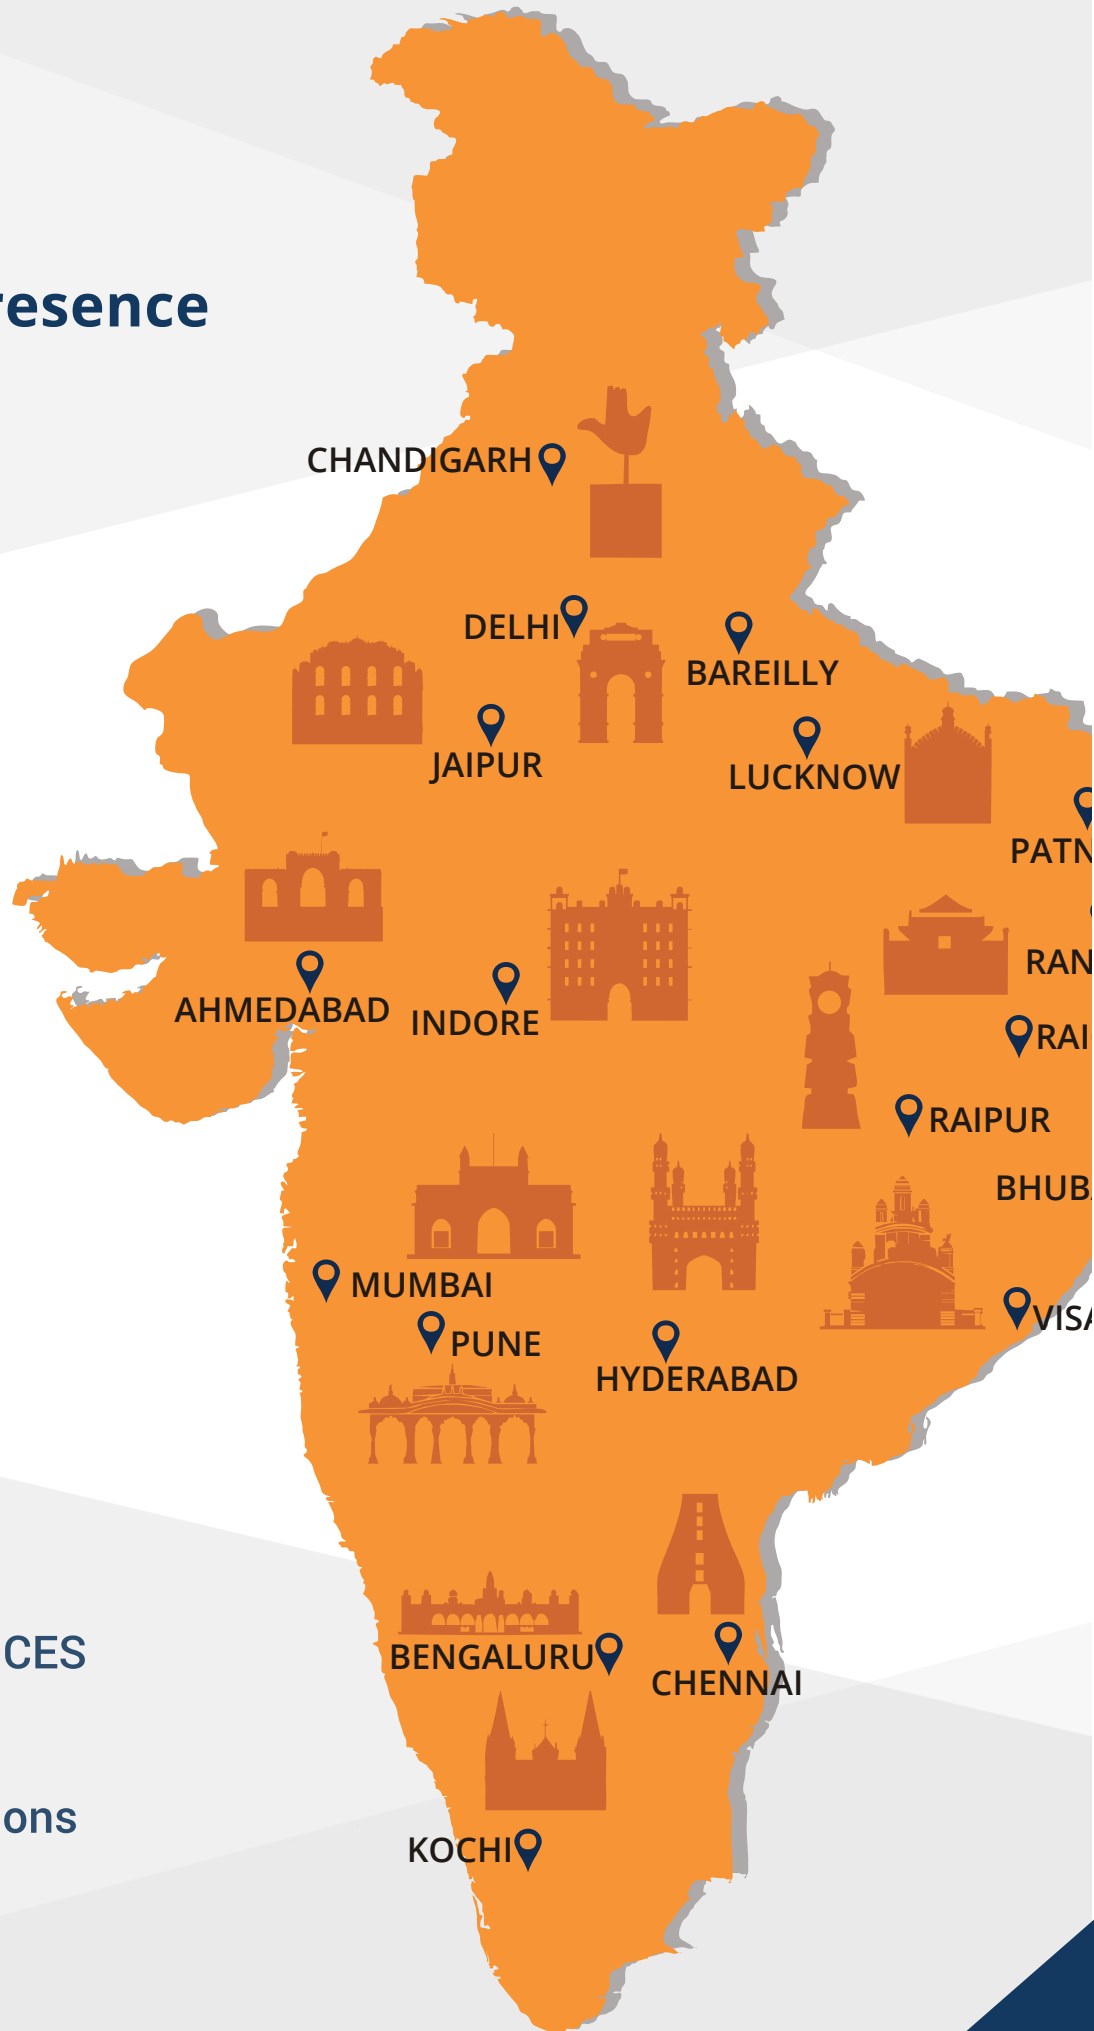 resence
CHANDIGARH
DELHI
BAREILLY
JAIPUR
LUCKNOW
PATN
RAN
AHMEDABAD
INDORE
RAI
RAIPUR
BHUBA
MUMBAI
VISA
PUNE
HYDERABAD
CES
BENGALURU
CHENNAI
ons
KOCHI